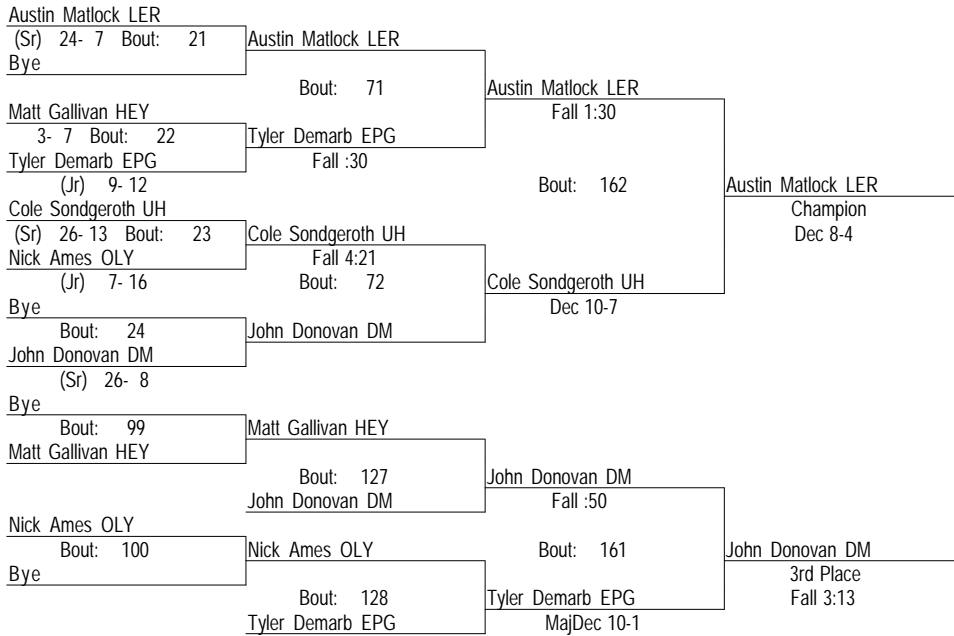 Austin Matlock LER
(Sr) 24- 7 Bout: 21 Austin Matlock LER
Bye
Bout: 71 Austin Matlock LER
Matt Gallivan HEY Fall 1:30
3- 7 Bout: 22 Tyler Demarb EPG
Tyler Demarb EPG Fall :30
(Jr) 9- 12 Bout: 162 Austin Matlock LER
Cole Sondgeroth UH Champion
(Sr) 26- 13 Bout: 23 Cole Sondgeroth UH Dec 8-4
Nick Ames OLY Fall 4:21
(Jr) 7- 16 Bout: 72 Cole Sondgeroth UH
Bye Dec 10-7
Bout: 24 John Donovan DM
John Donovan DM
(Sr) 26- 8
Bye
Bout: 99 Matt Gallivan HEY
Matt Gallivan HEY
Bout: 127 John Donovan DM
John Donovan DM Fall :50
Nick Ames OLY
Bout: 100 Nick Ames OLY Bout: 161 John Donovan DM
Bye 3rd Place
Bout: 128 Tyler Demarb EPG Fall 3:13
Tyler Demarb EPG MajDec 10-1